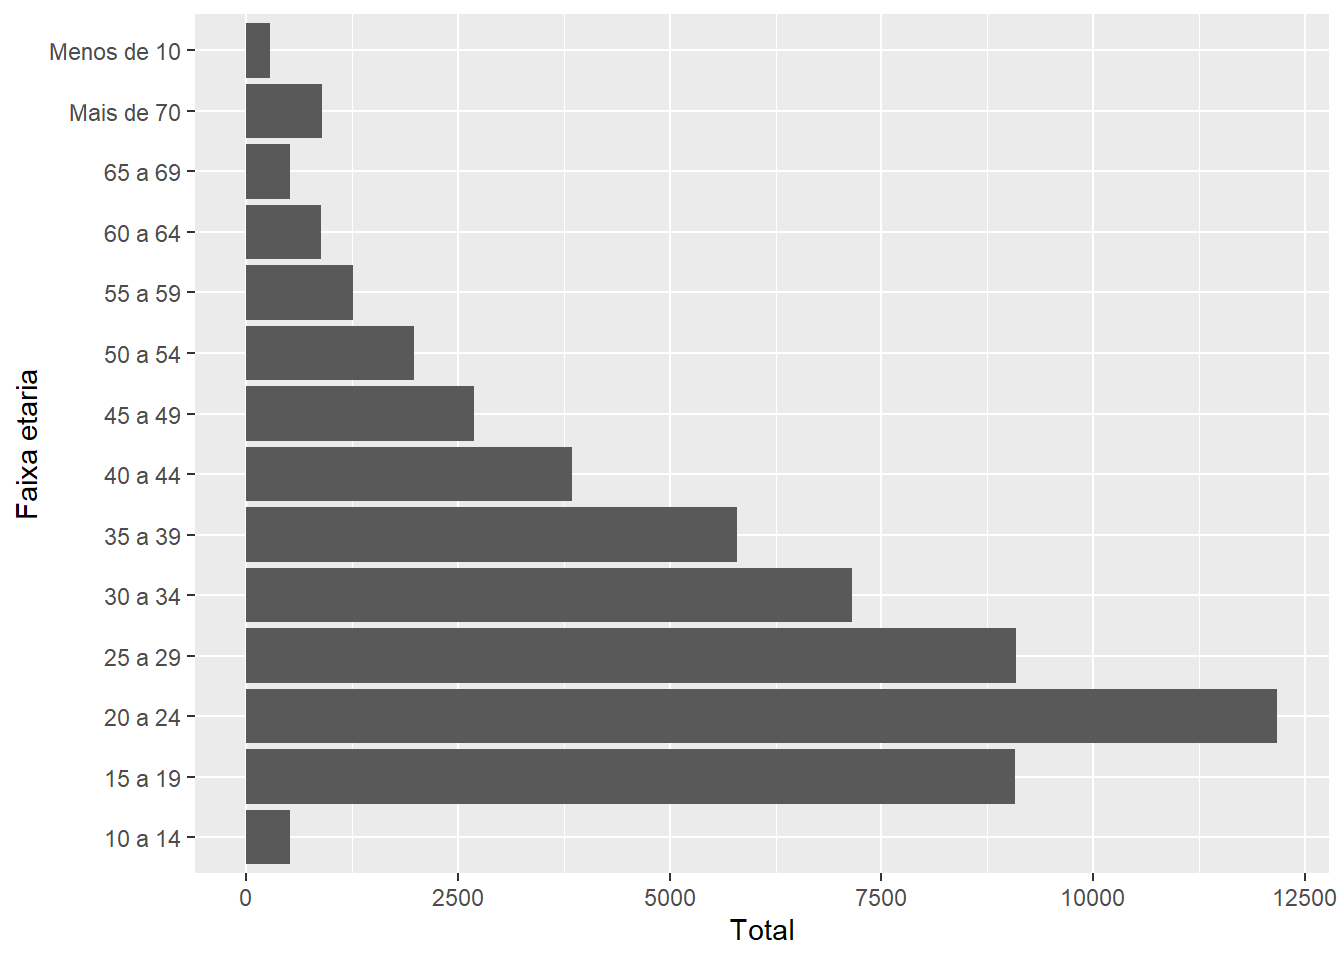 Menos de 10
Mais de 70
65 a 69
60 a 64
55 a 59
50 a 54
45 a 49
40 a 44
35 a 39
30 a 34
25 a 29
20 a 24
15 a 19
10 a 14
Faixa etaria
0 2500 5000 7500 10000 12500
Total